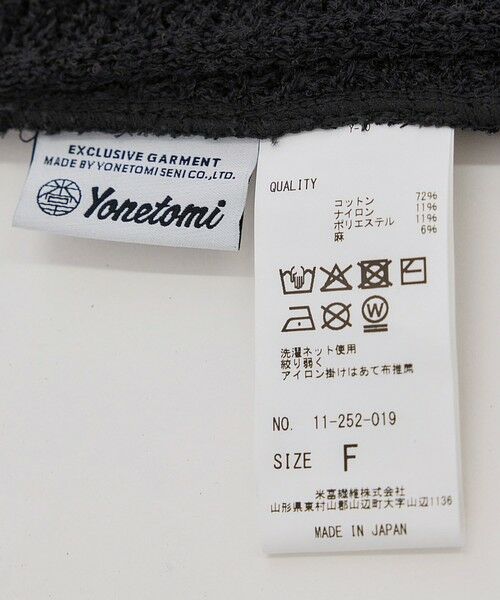 EXCLUSIVE GARMENT
MADE BY YONETOMI SENI CO.,LTD.
Yonetomi
QUALITY
コットン 72%
ナイロン 11%
ポリエステル 11%
麻 6%
W
洗濯ネット使用
絞り弱く
アイロン掛けはあて布推薦
NO. 11-252-019
SIZE F
米富繊維株式会社
山形県東村山郡山辺町大字山辺1136
MADE IN JAPAN